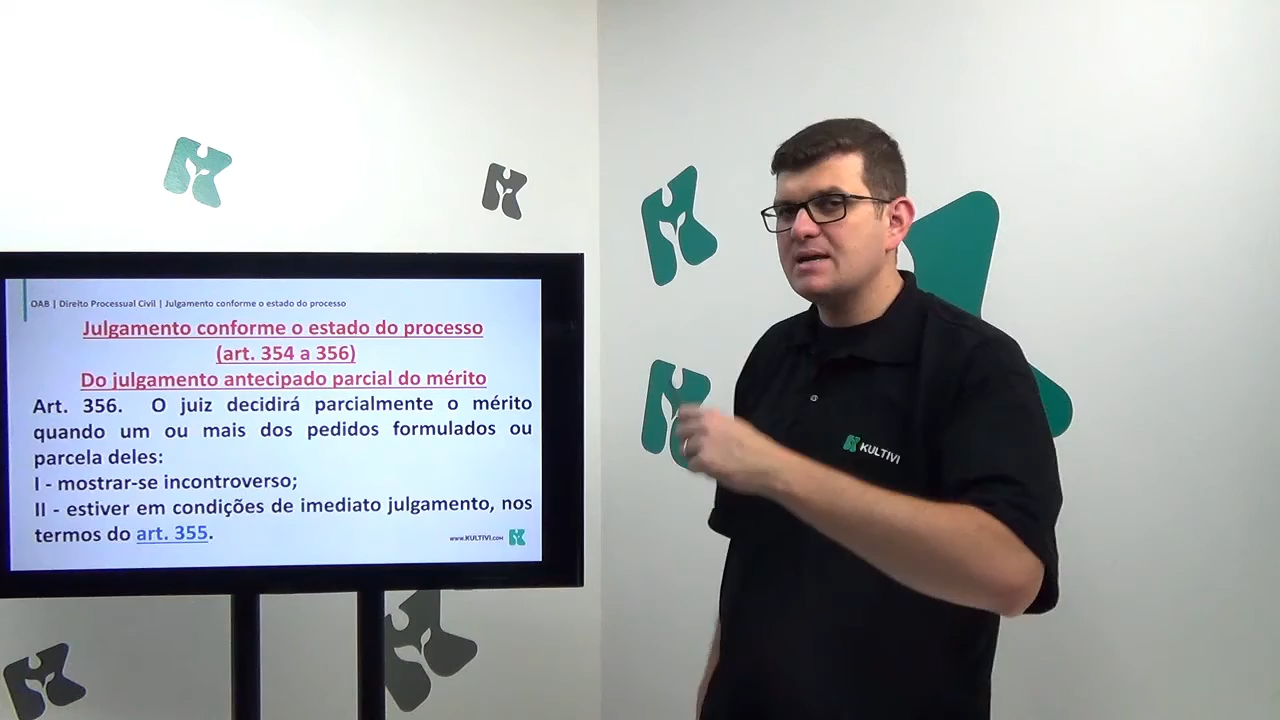 OAB | Direito Processual Civil | Julgamento conforme o estado do processo
Julgamento conforme o estado do processo
(art. 354 a 356)
Do julgamento antecipado parcial do mérito
Art. 356. O juiz decidirá parcialmente o mérito
quando um ou mais dos pedidos formulados ou
parcela deles:
I - mostrar-se incontroverso;
II - estiver em condições de imediato julgamento, nos
termos do art. 355.
www.KULTIVI.COM
KULTIVI